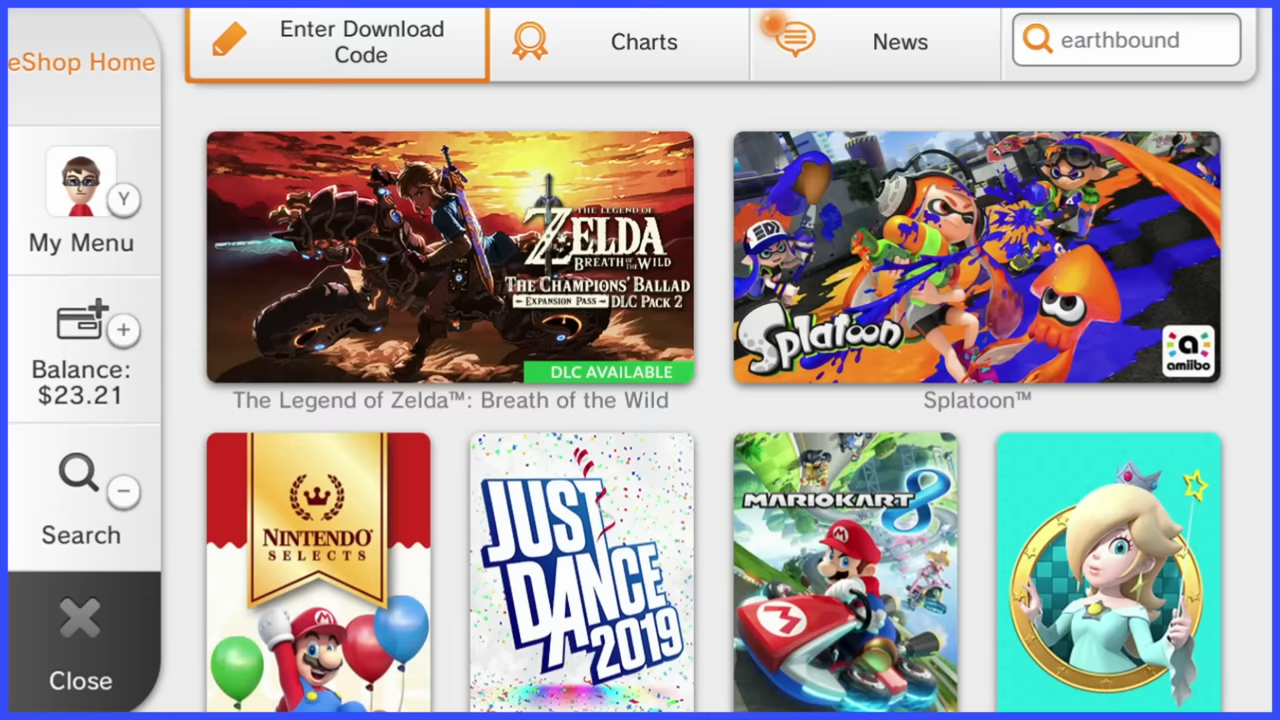 eShop Home
Enter Download
Code
Charts
News
earthbound
Y
My Menu
+
Balance:
$23.21
−
Search
Close
THE LEGEND OF
ZELDA
BREATH OF THE WILD
THE CHAMPIONS' BALLAD
EXPANSION PASS DLC PACK 2
DLC AVAILABLE
The Legend of Zelda™: Breath of the Wild
Splatoon
amiibo
Splatoon™
NINTENDO®
SELECTS
JUST
DANCE
2019
MARIOKART 8